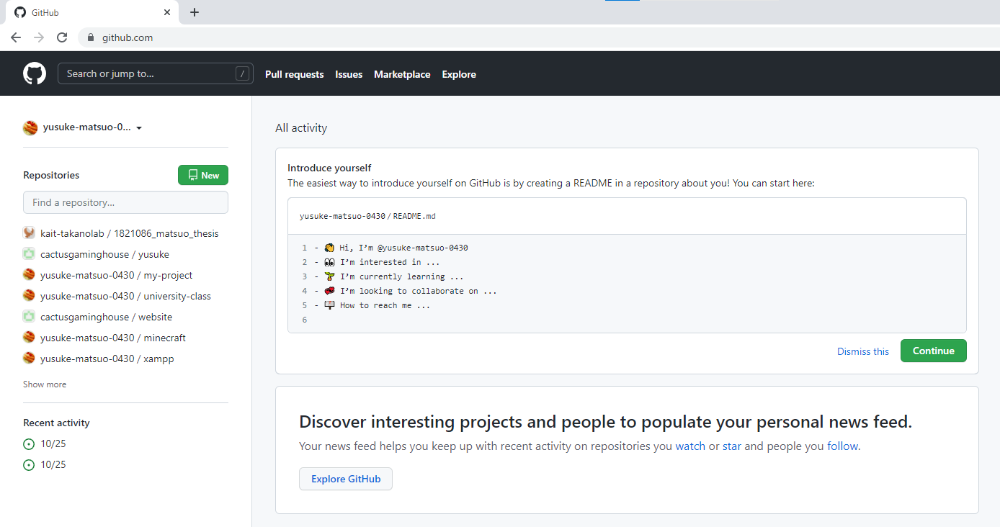 GitHub
github.com
Search or jump to... /
Pull requests Issues Marketplace Explore
yusuke-matsuo-0...
Repositories
New
Find a repository...
kait-takanolab / 1821086_matsuo_thesis
cactusgaminghouse / yusuke
yusuke-matsuo-0430 / my-project
yusuke-matsuo-0430 / university-class
cactusgaminghouse / website
yusuke-matsuo-0430 / minecraft
yusuke-matsuo-0430 / xampp
Show more
Recent activity
10/25
10/25
All activity
Introduce yourself
The easiest way to introduce yourself on GitHub is by creating a README in a repository about you! You can start here:
yusuke-matsuo-0430 / README.md
1 - 👋 Hi, I’m @yusuke-matsuo-0430
2 - 👀 I’m interested in ...
3 - 🌱 I’m currently learning ...
4 - 💞️ I’m looking to collaborate on ...
5 - 📫 How to reach me ...
6
Dismiss this
Continue
Discover interesting projects and people to populate your personal news feed.
Your news feed helps you keep up with recent activity on repositories you watch or star and people you follow.
Explore GitHub